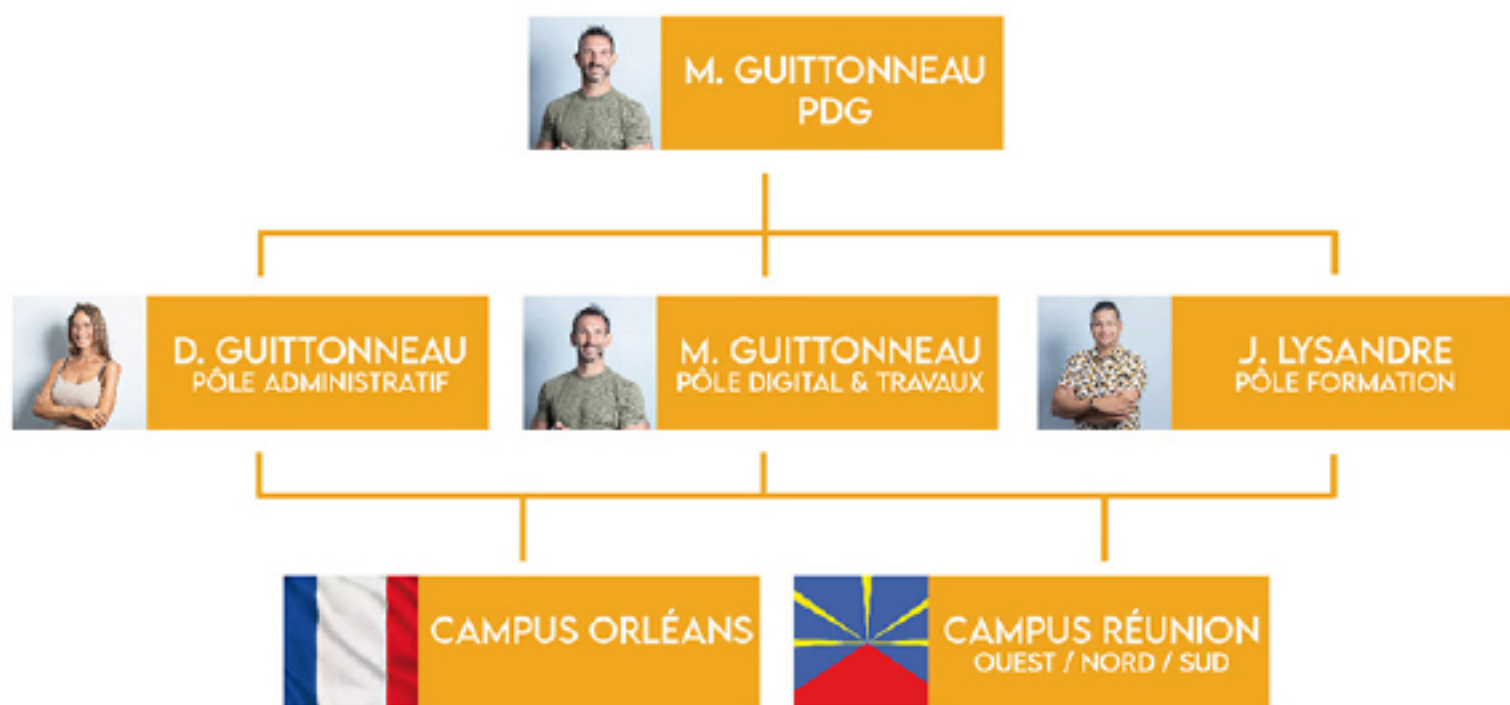 M. GUITTONNEAU
PDG
D. GUITTONNEAU
PÔLE ADMINISTRATIF
M. GUITTONNEAU
PÔLE DIGITAL & TRAVAUX
J. LYSANDRE
PÔLE FORMATION
CAMPUS ORLÉANS
CAMPUS RÉUNION
OUEST / NORD / SUD